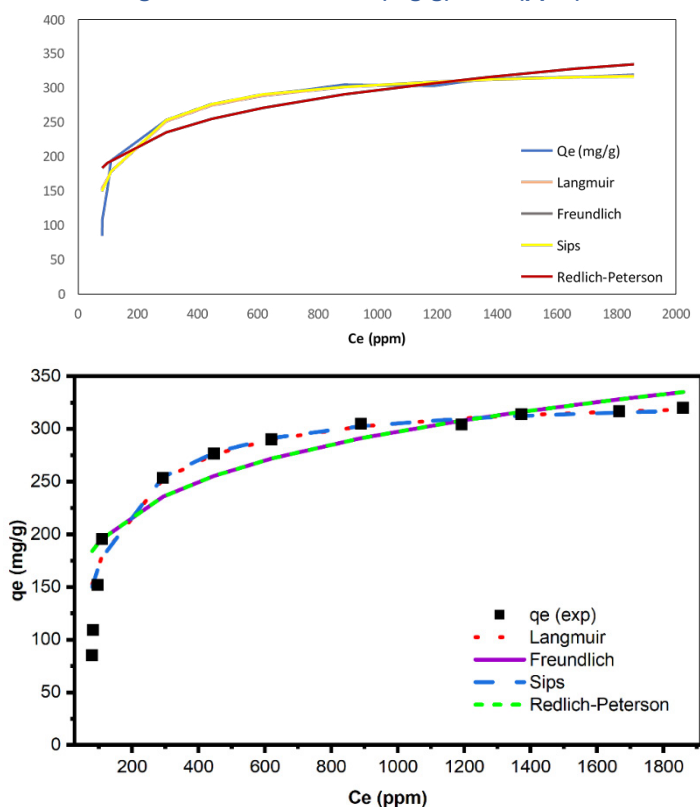 400
350
300
250
200
150
100
50
0
0 200 400 600 800 1000 1200 1400 1600 1800 2000
Ce (ppm)
Qe (mg/g)
Langmuir
Freundlich
Sips
Redlich-Peterson
350
300
250
200
150
100
50
0
qe (mg/g)
qe (exp)
Langmuir
Freundlich
Sips
Redlich-Peterson
200 400 600 800 1000 1200 1400 1600 1800
Ce (ppm)